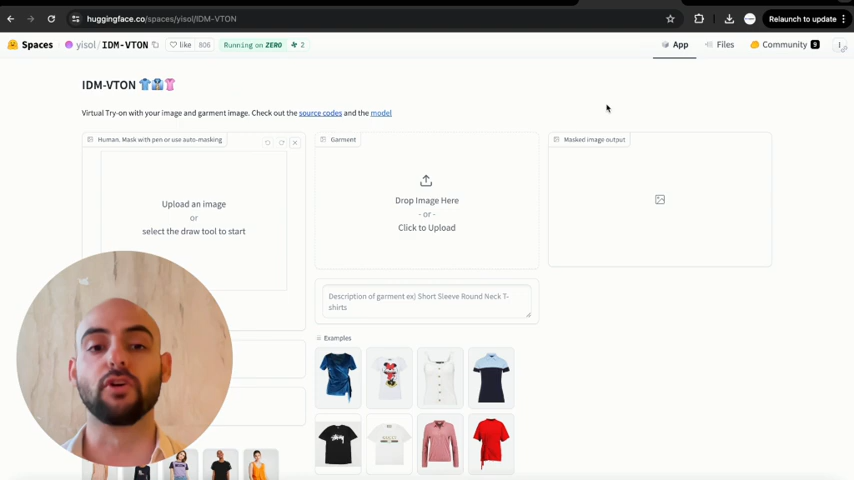 huggingface.co/spaces/yisol/IDM-VTON
Relaunch to update
Spaces
yisol/IDM-VTON
like 806
Running on ZERO 2
App
Files
Community 9
IDM-VTON
Virtual Try-on with your image and garment image. Check out the source codes and the model
Human. Mask with pen or use auto-masking
Upload an image
or
select the draw tool to start
Garment
Drop Image Here
- or -
Click to Upload
Description of garment ex) Short Sleeve Round Neck T-
shirts
Examples
Masked image output